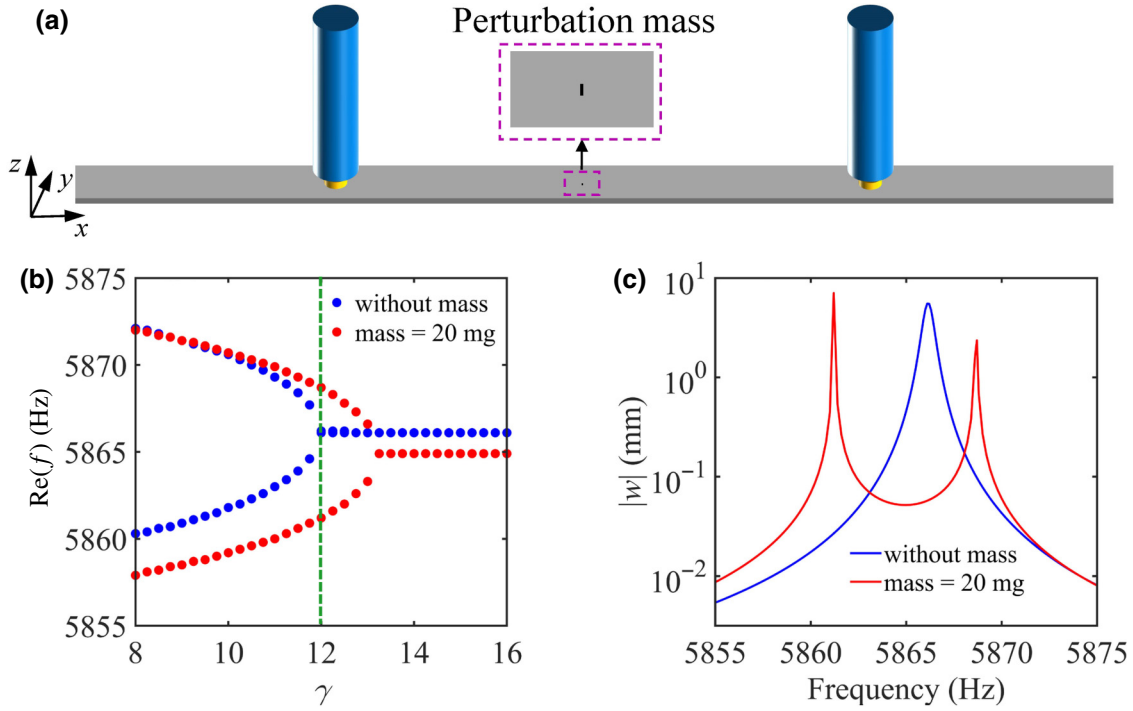 (a)
Perturbation mass
z
y
x
(b)
5875
5870
5865
5860
5855
Re(f) (Hz)
without mass
mass = 20 mg
8
10
12
14
16
γ
(c)
10¹
10⁰
10⁻¹
10⁻²
|w| (mm)
without mass
mass = 20 mg
5855
5860
5865
5870
5875
Frequency (Hz)